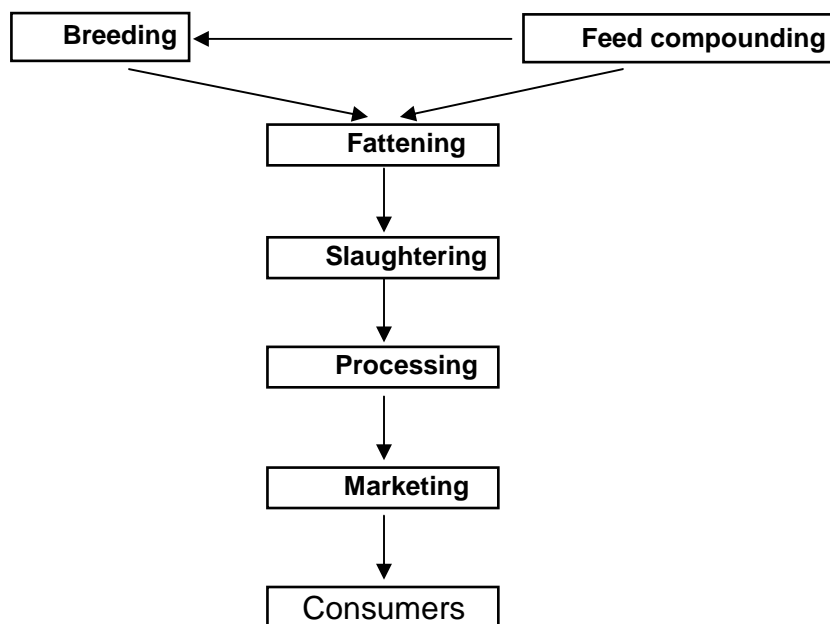 Breeding
Feed compounding
Fattening
Slaughtering
Processing
Marketing
Consumers